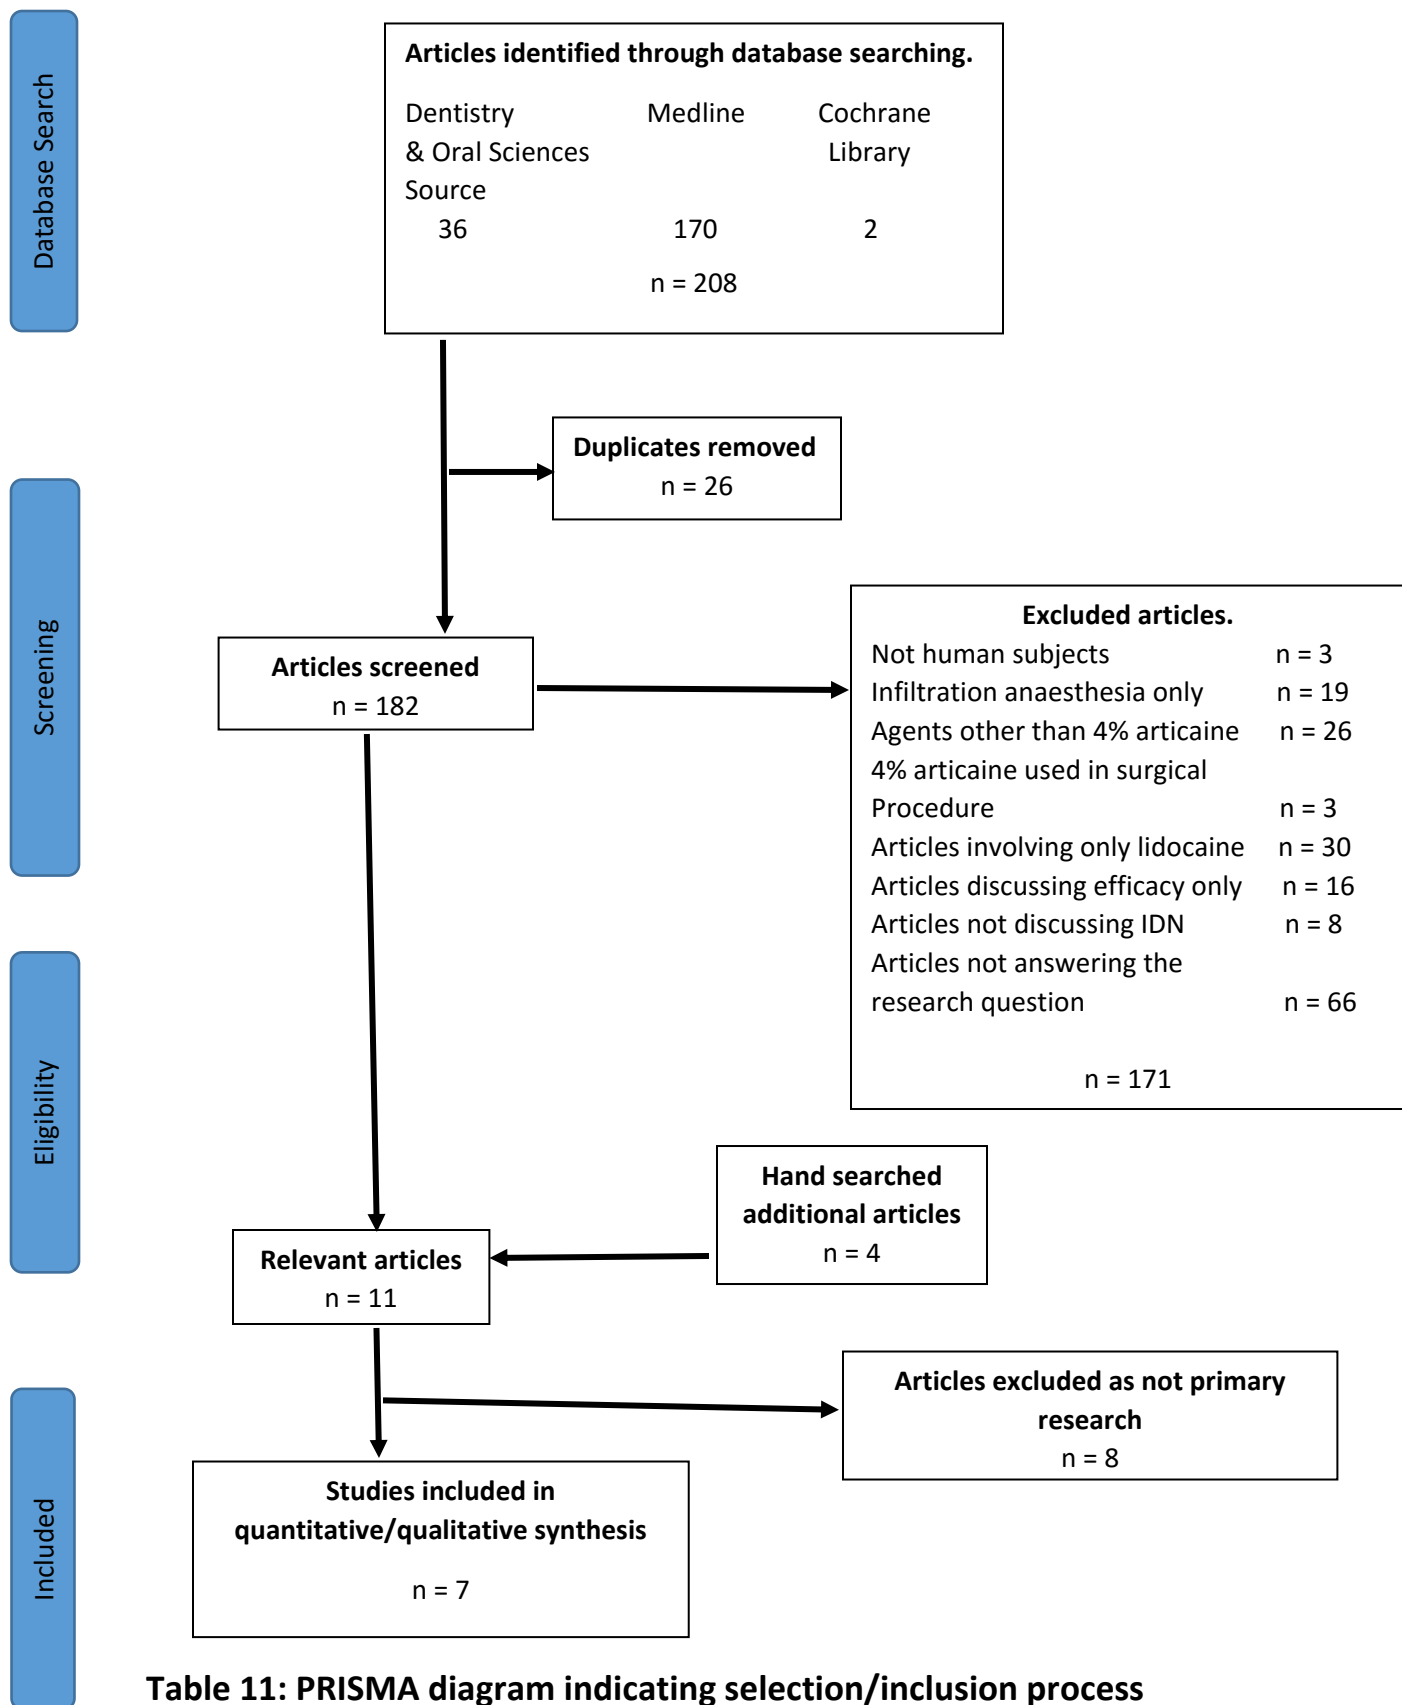 Database Search
Articles identified through database searching.
Dentistry Medline Cochrane
& Oral Sciences Library
Source
36 170 2
n = 208
Duplicates removed
n = 26
Screening
Articles screened
n = 182
Excluded articles.
Not human subjects n = 3
Infiltration anaesthesia only n = 19
Agents other than 4% articaine n = 26
4% articaine used in surgical
Procedure n = 3
Articles involving only lidocaine n = 30
Articles discussing efficacy only n = 16
Articles not discussing IDN n = 8
Articles not answering the
research question n = 66
n = 171
Eligibility
Hand searched
additional articles
n = 4
Relevant articles
n = 11
Articles excluded as not primary
research
n = 8
Included
Studies included in
quantitative/qualitative synthesis
n = 7
Table 11: PRISMA diagram indicating selection/inclusion process